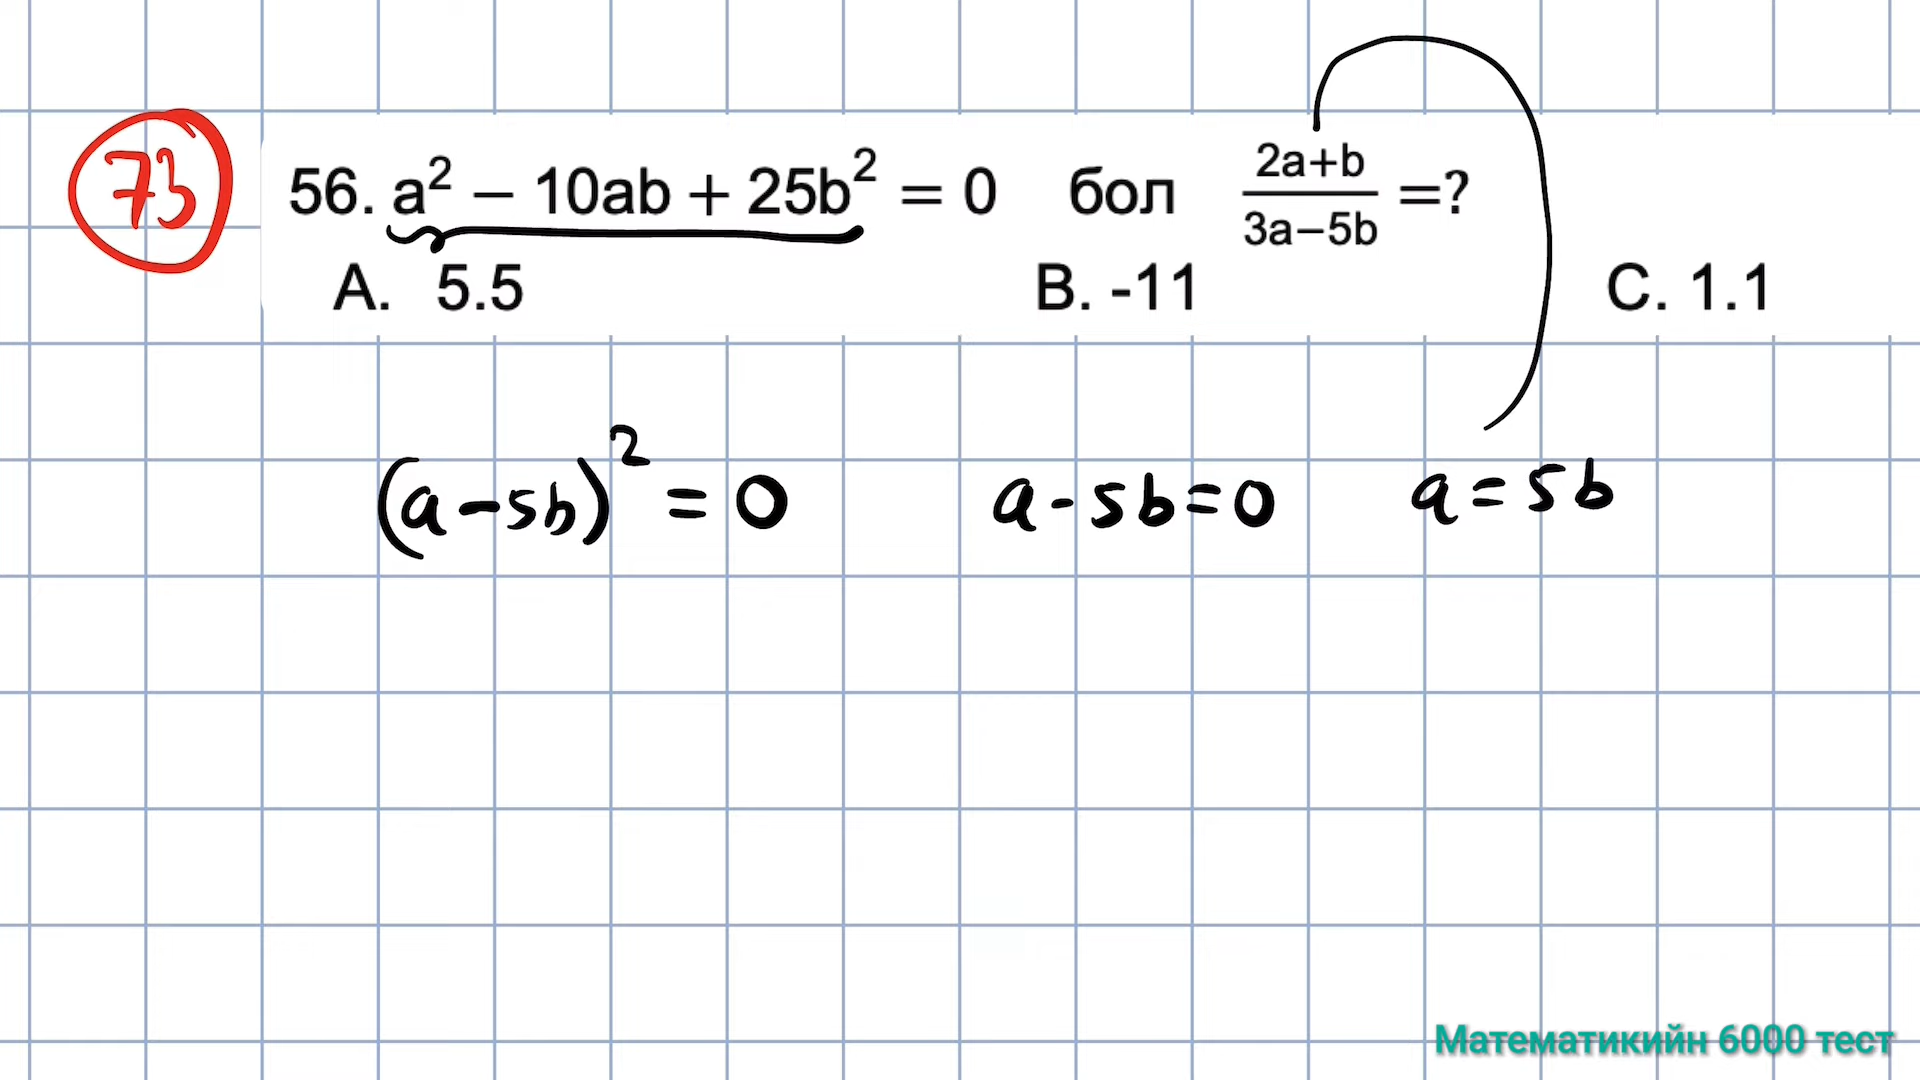 73
56. a² − 10ab + 25b² = 0 бол (2a+b)/(3a−5b) =?
A. 5.5 B. -11 C. 1.1
(a-5b)² = 0 a-5b=0 a=5b
Математикийн 6000 тест